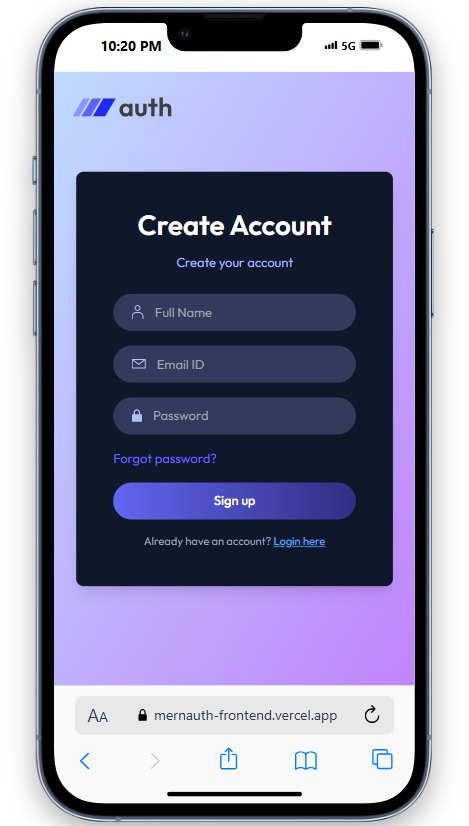 10:20 PM 5G
auth
Create Account
Create your account
Full Name
Email ID
Password
Forgot password?
Sign up
Already have an account? Login here
AA mernauth-frontend.vercel.app